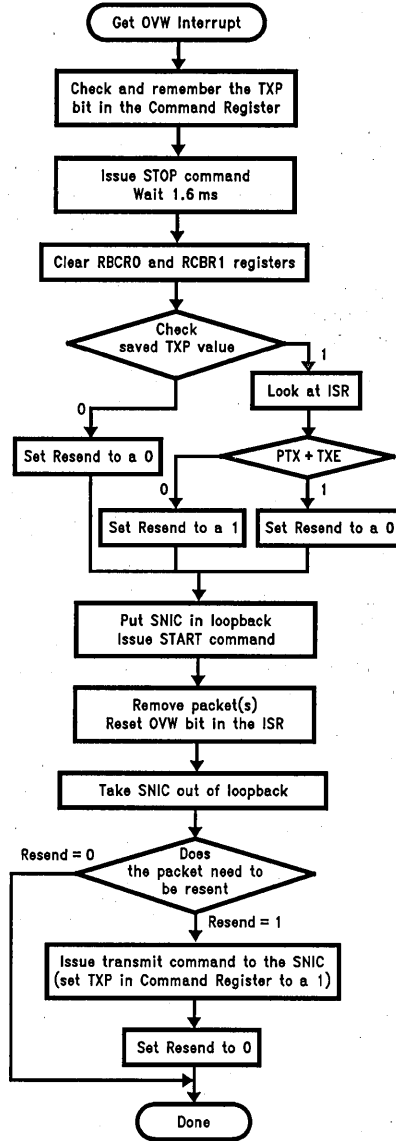 Get OVW Interrupt
Check and remember the TXP
bit in the Command Register
Issue STOP command
Wait 1.6 ms
Clear RBCR0 and RCBR1 registers
Check
saved TXP value
1
Look at ISR
0
Set Resend to a 0
PTX + TXE
0
1
Set Resend to a 1
Set Resend to a 0
Put SNIC in loopback
Issue START command
Remove packet(s)
Reset OVW bit in the ISR
Take SNIC out of loopback
Resend = 0
Does
the packet need to
be resent
Resend = 1
Issue transmit command to the SNIC
(set TXP in Command Register to a 1)
Set Resend to 0
Done